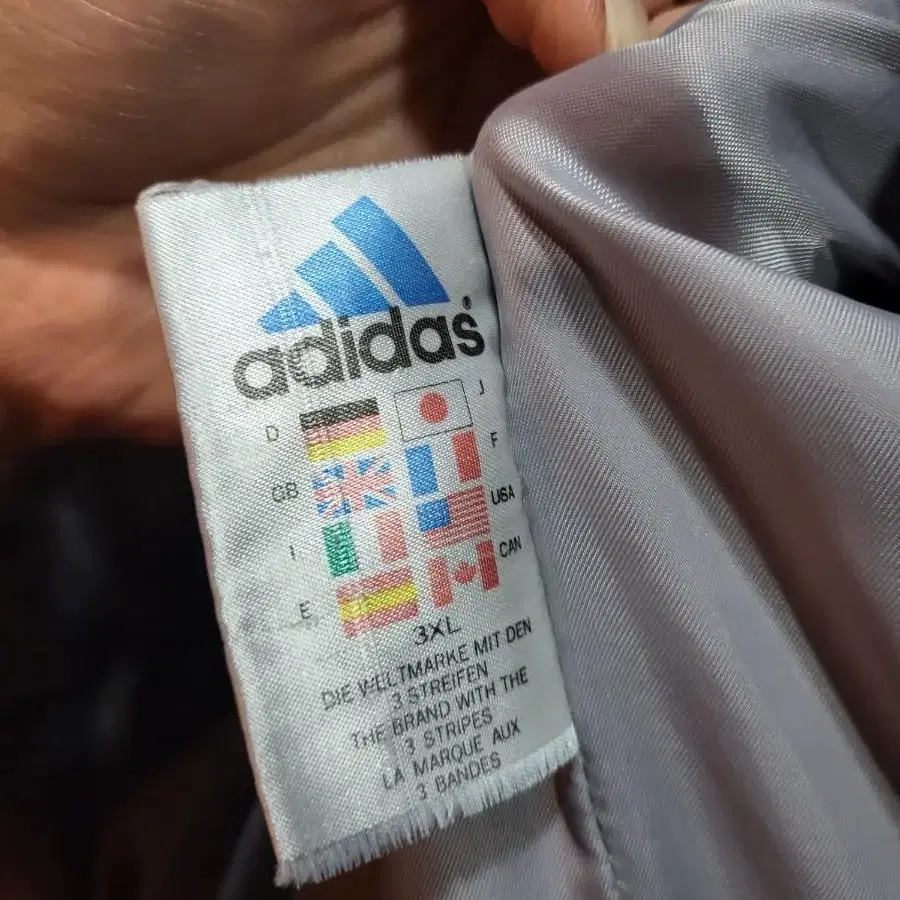 adidas®
D J
GB F
I USA
E CAN
3XL
DIE WELTMARKE MIT DEN
3 STREIFEN
THE BRAND WITH THE
3 STRIPES
LA MARQUE AUX
3 BANDES